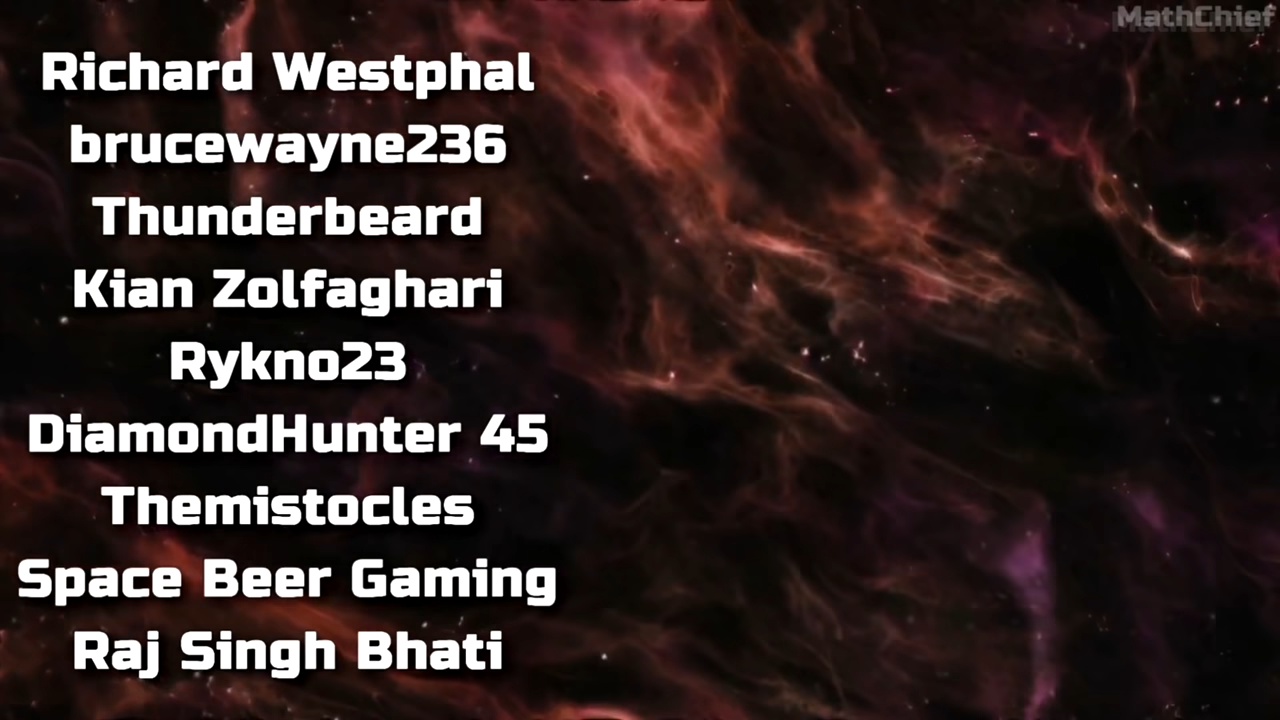 MathChief
Richard Westphal
brucewayne236
Thunderbeard
Kian Zolfaghari
Rykno23
DiamondHunter 45
Themistocles
Space Beer Gaming
Raj Singh Bhati